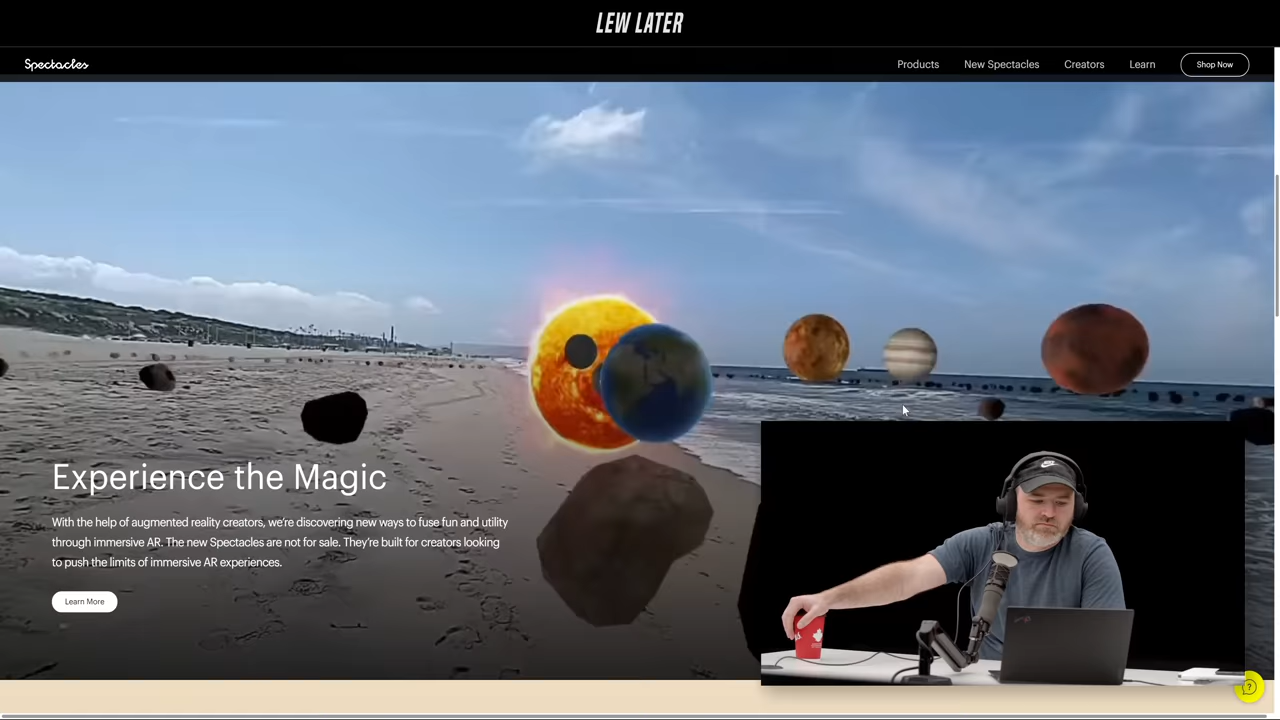 LEW LATER
Spectacles
Products
New Spectacles
Creators
Learn
Shop Now
Experience the Magic
With the help of augmented reality creators, we're discovering new ways to fuse fun and utility
through immersive AR. The new Spectacles are not for sale. They're built for creators looking
to push the limits of immersive AR experiences.
Learn More
?